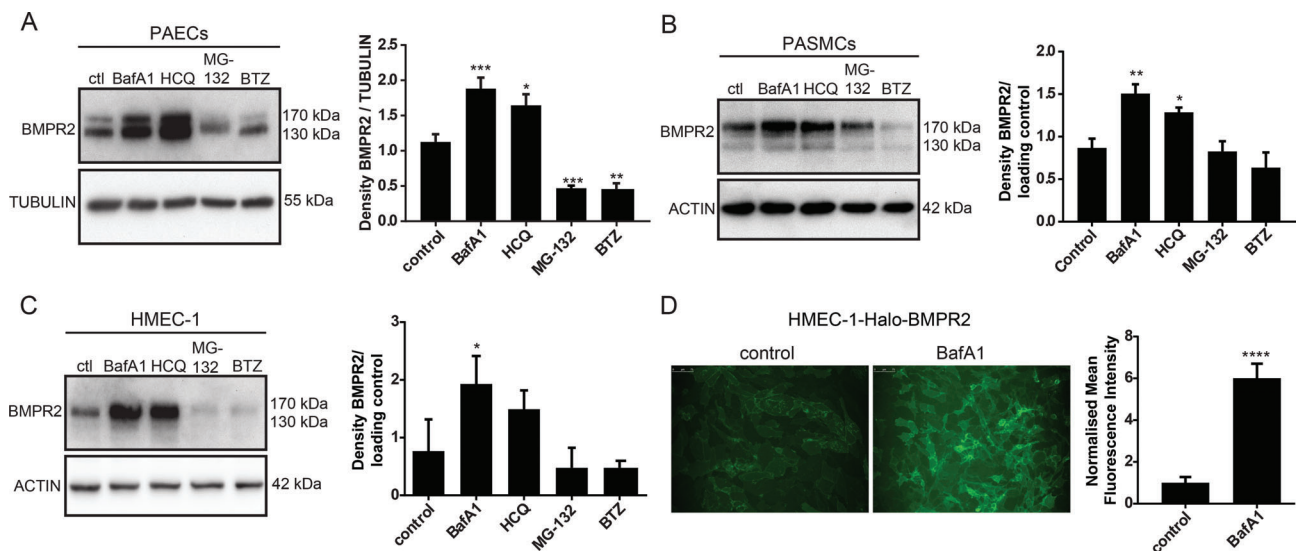 A
PAECs
ctl BafA1 HCQ MG-132 BTZ
BMPR2
170 kDa
130 kDa
TUBULIN
55 kDa
Density BMPR2 / TUBULIN
2.5
2.0
1.5
1.0
0.5
0.0
***
*
***
**
control
BafA1
HCQ
MG-132
BTZ
B
PASMCs
ctl BafA1 HCQ MG-132 BTZ
BMPR2
170 kDa
130 kDa
ACTIN
42 kDa
Density BMPR2/
loading control
2.0
1.5
1.0
0.5
0.0
**
*
Control
BafA1
HCQ
MG-132
BTZ
C
HMEC-1
ctl BafA1 HCQ MG-132 BTZ
BMPR2
170 kDa
130 kDa
ACTIN
42 kDa
Density BMPR2/
loading control
3
2
1
0
*
control
BafA1
HCQ
MG-132
BTZ
D
HMEC-1-Halo-BMPR2
control
BafA1
Normalised Mean
Fluorescence Intensity
8
6
4
2
0
****
control
BafA1